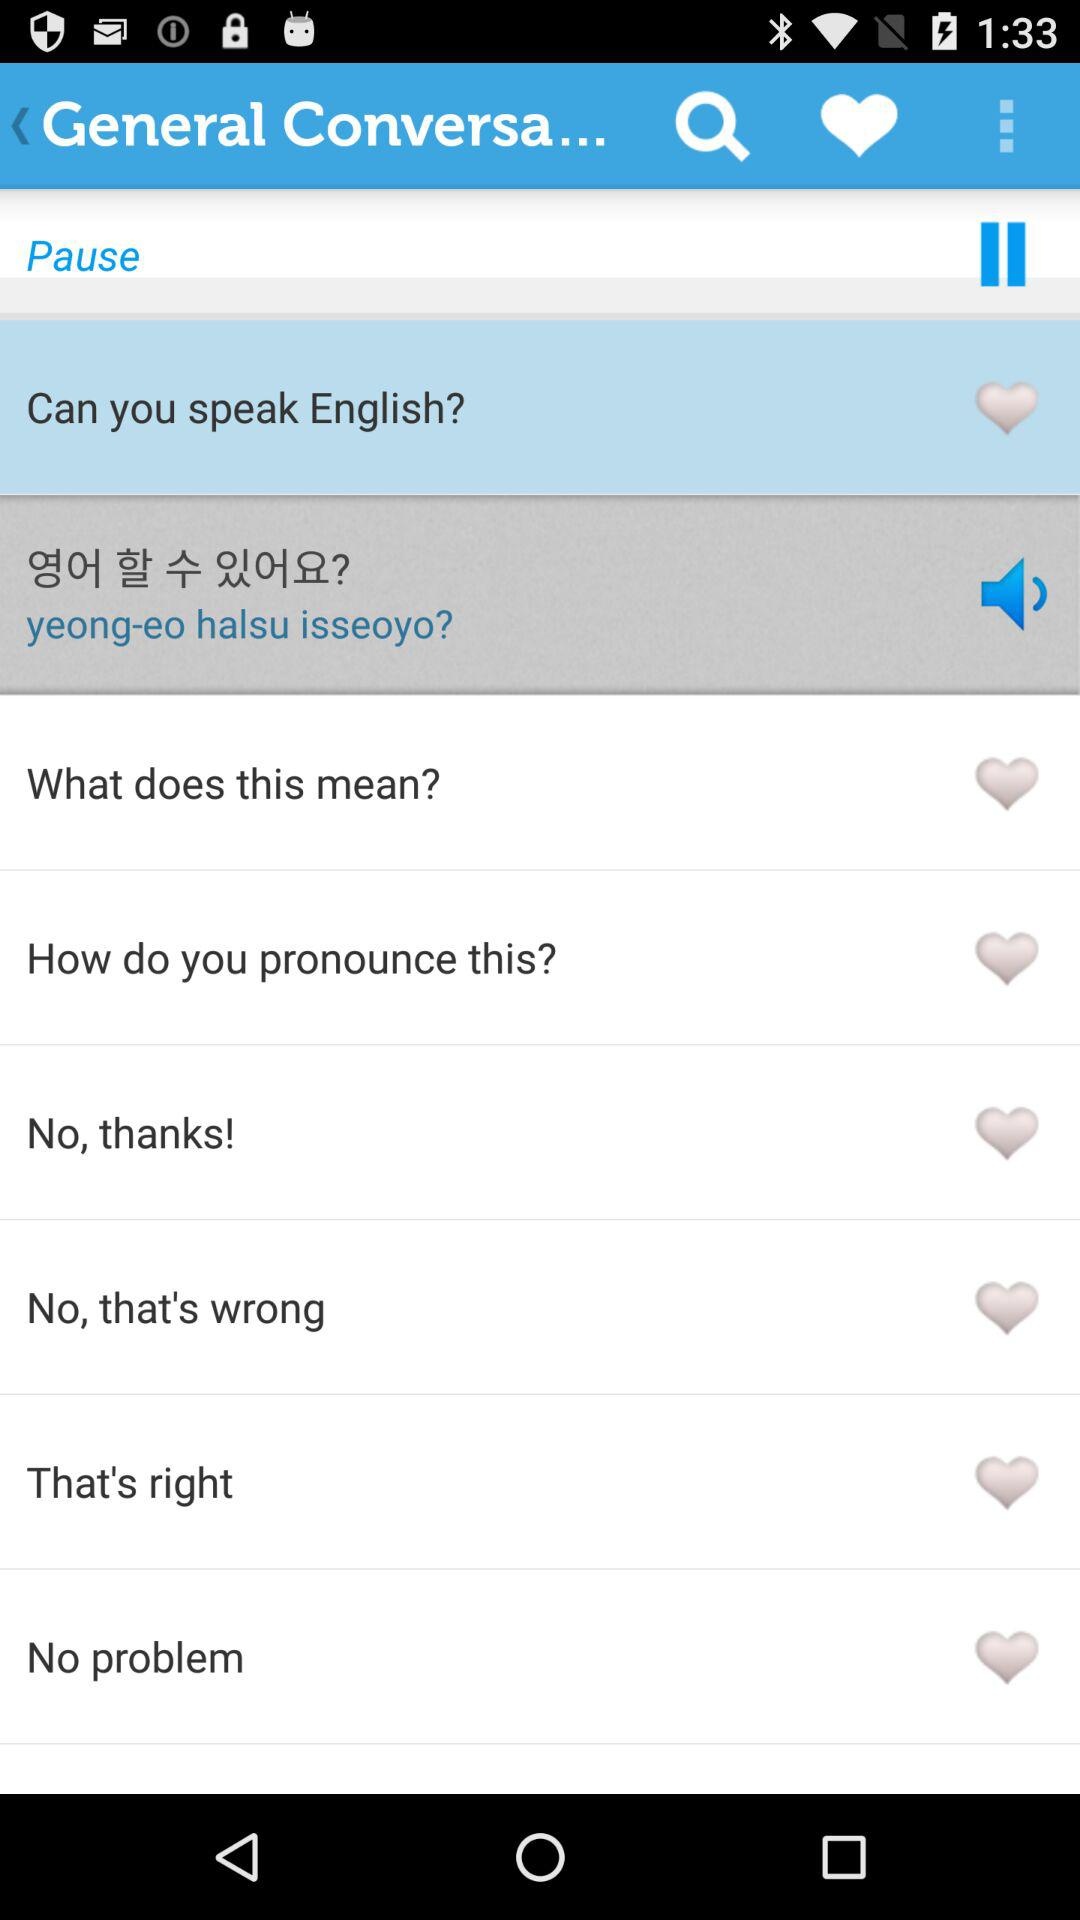 1:33
General Conversa...
Pause
Can you speak English?
영어 할 수 있어요?
yeong-eo halsu isseoyo?
What does this mean?
How do you pronounce this?
No, thanks!
No, that's wrong
That's right
No problem